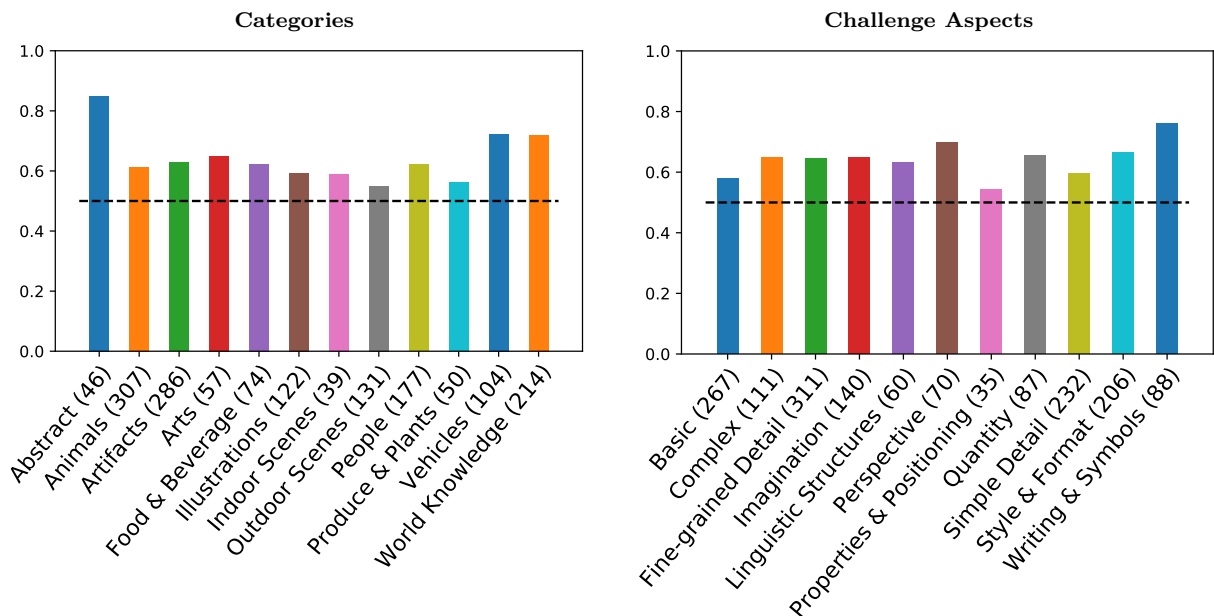 Categories
1.0
0.8
0.6
0.4
0.2
0.0
Abstract (46)
Animals (307)
Artifacts (286)
Arts (57)
Food & Beverage (74)
Illustrations (122)
Indoor Scenes (39)
Outdoor Scenes (131)
People (177)
Produce & Plants (50)
Vehicles (104)
World Knowledge (214)
Challenge Aspects
1.0
0.8
0.6
0.4
0.2
0.0
Basic (267)
Complex (111)
Fine-grained Detail (311)
Imagination (140)
Linguistic Structures (60)
Perspective (70)
Properties & Positioning (35)
Quantity (87)
Simple Detail (232)
Style & Format (206)
Writing & Symbols (88)